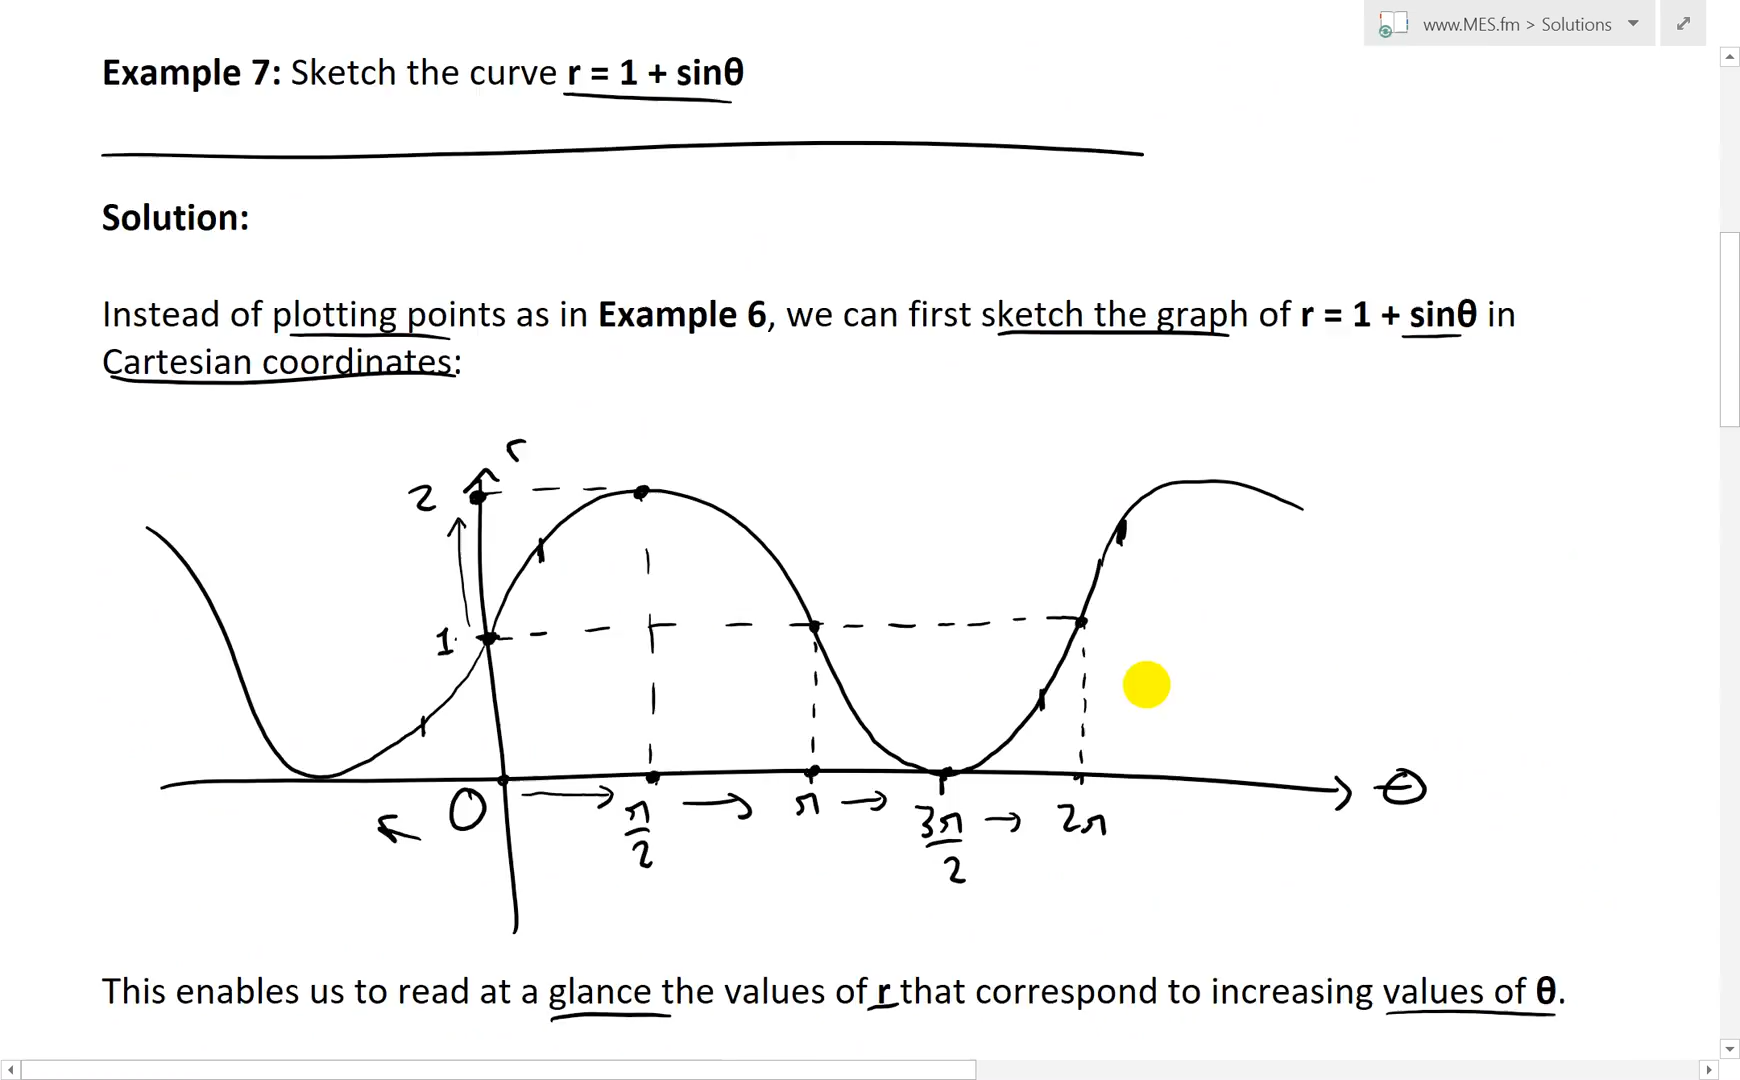 www.MES.fm > Solutions
Example 7: Sketch the curve r = 1 + sinθ
Solution:
Instead of plotting points as in Example 6, we can first sketch the graph of r = 1 + sinθ in
Cartesian coordinates:
r
2
1
0
π/2
π
3π/2
2π
θ
This enables us to read at a glance the values of r that correspond to increasing values of θ.